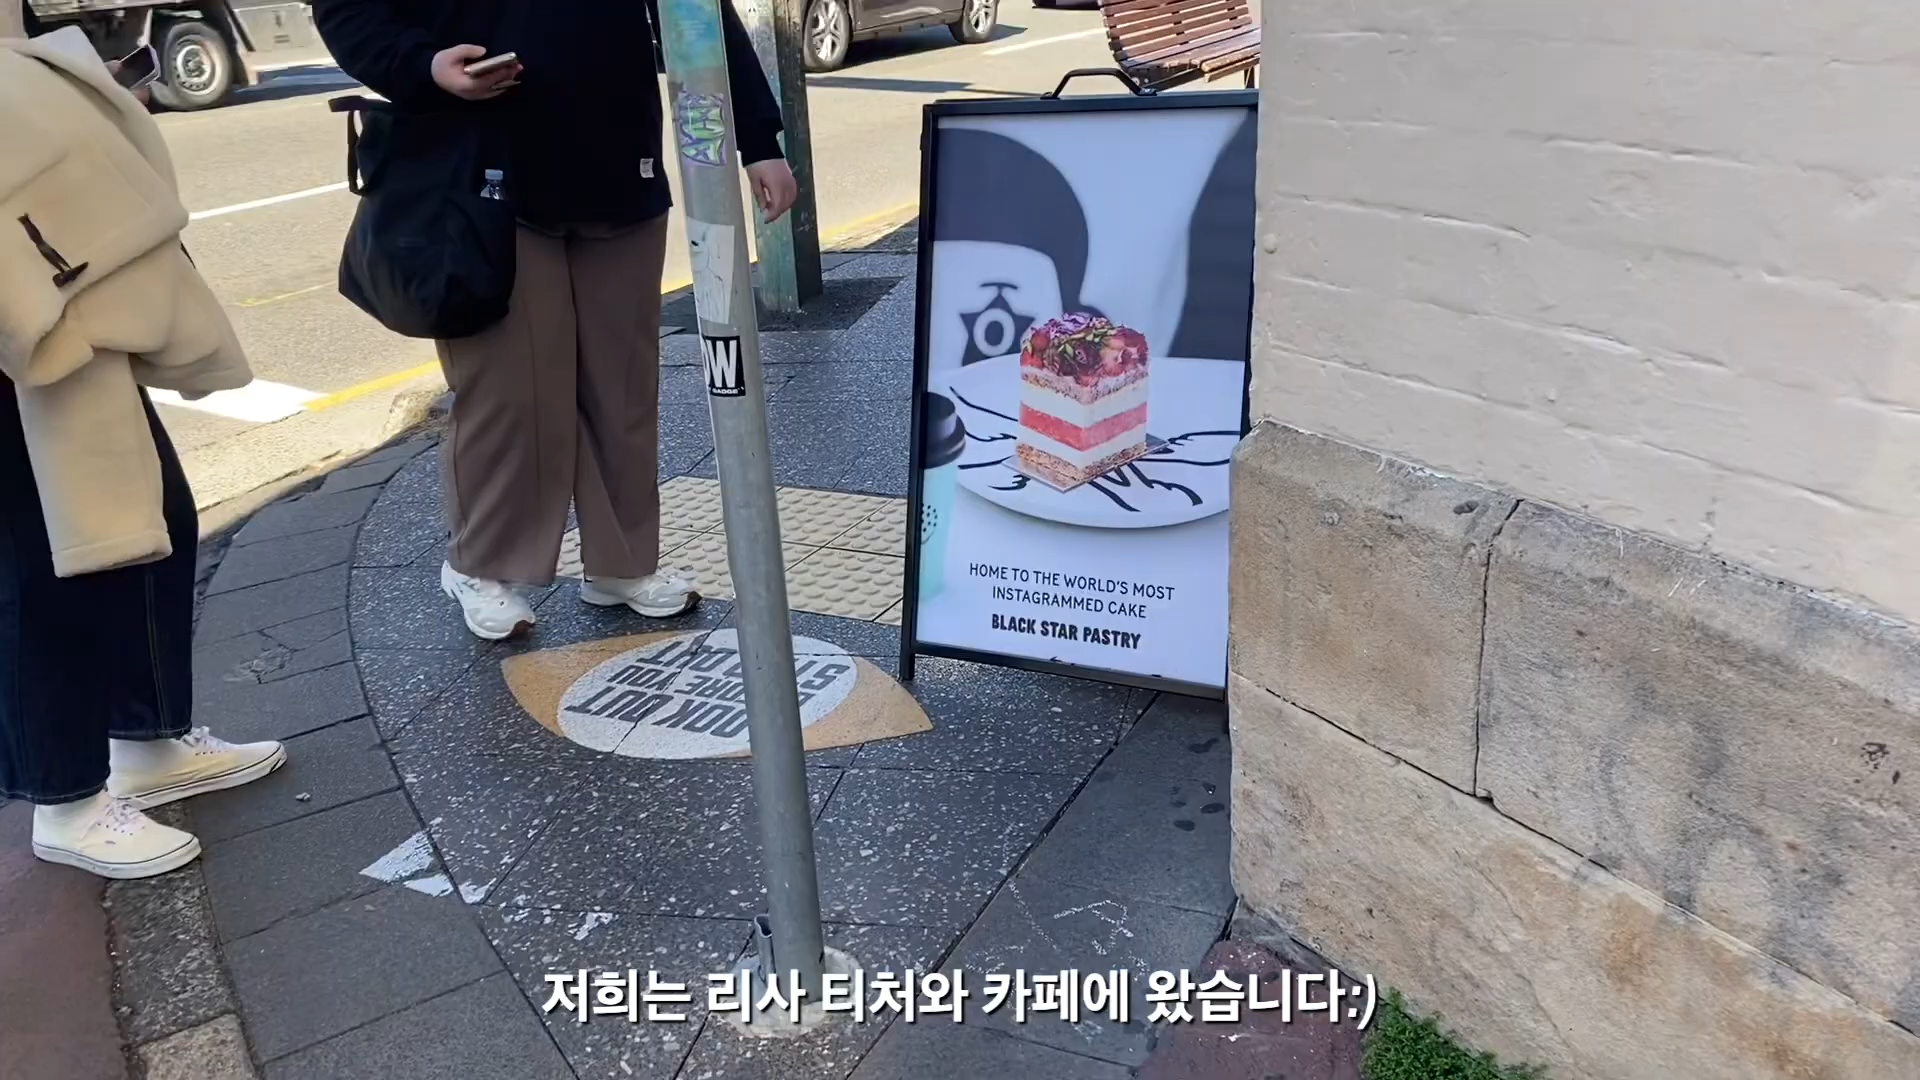 OW
HOME TO THE WORLD'S MOST
INSTAGRAMMED CAKE
BLACK STAR PASTRY
LOOK OUT
BEFORE YOU
STEP OUT
저희는 리사 티처와 카페에 왔습니다:)